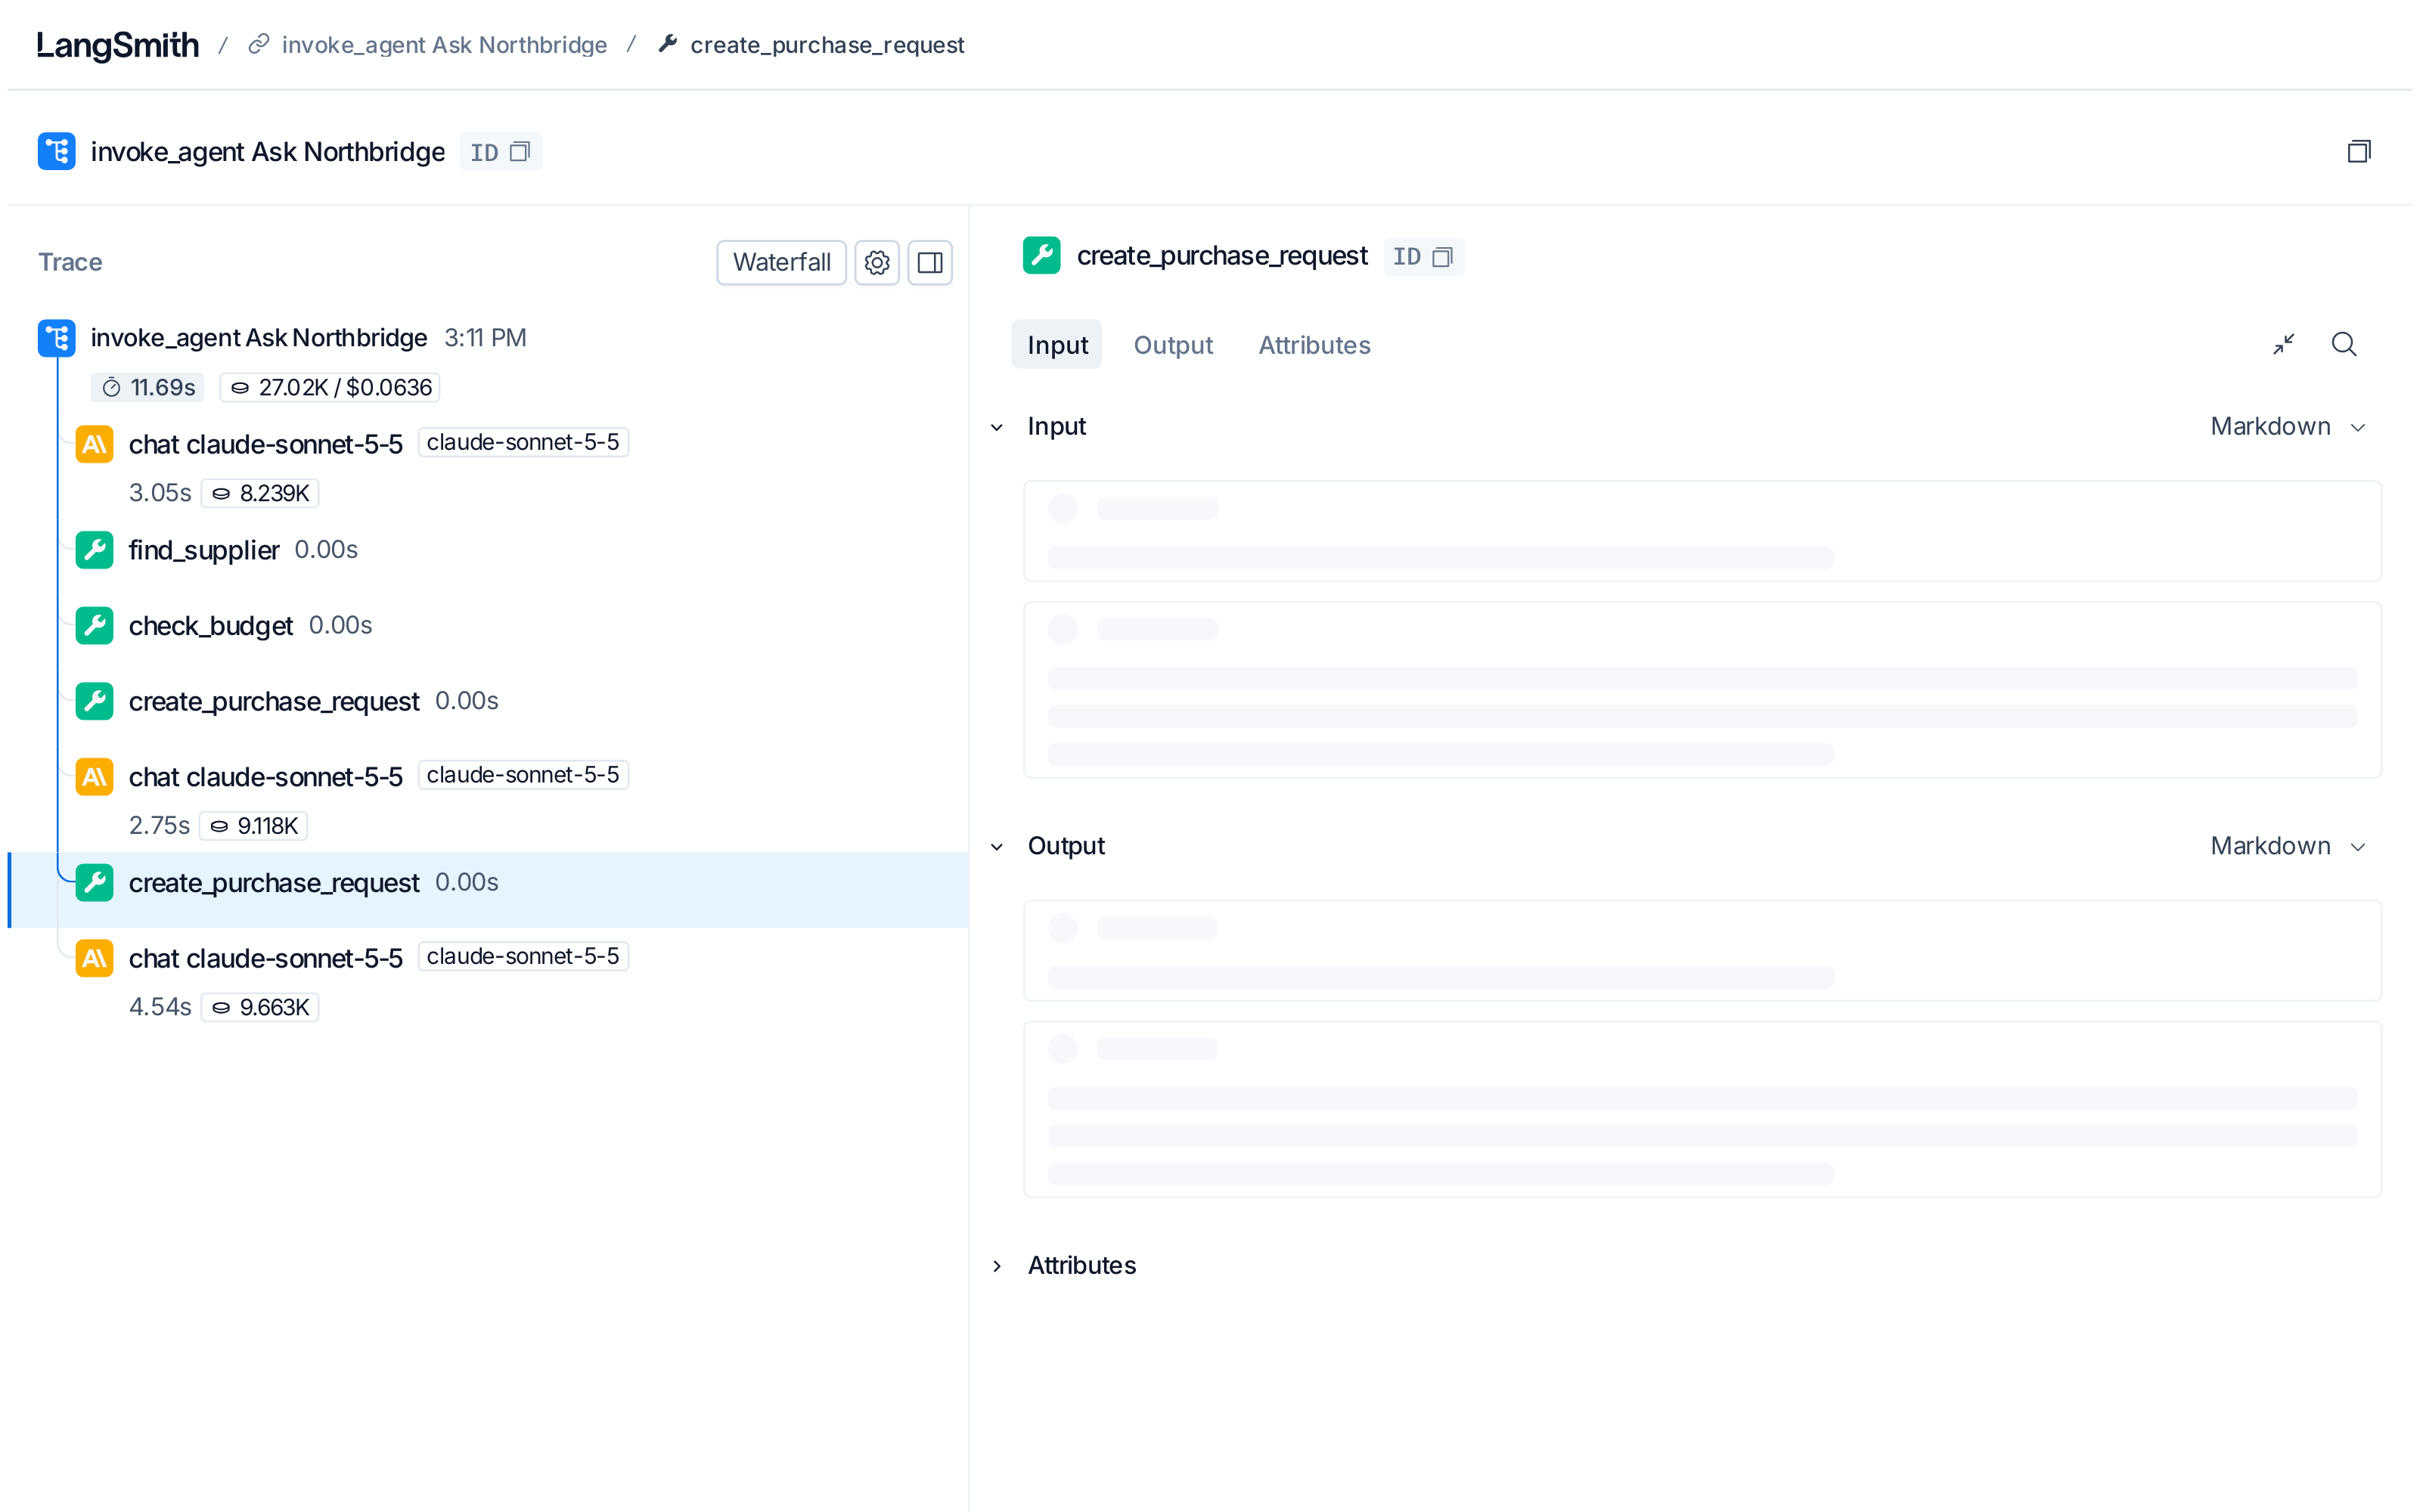 LangSmith / invoke_agent Ask Northbridge / create_purchase_request
invoke_agent Ask Northbridge ID
Trace Waterfall
invoke_agent Ask Northbridge 3:11 PM
11.69s 27.02K / $0.0636
chat claude-sonnet-5-5 claude-sonnet-5-5
3.05s 8.239K
find_supplier 0.00s
check_budget 0.00s
create_purchase_request 0.00s
chat claude-sonnet-5-5 claude-sonnet-5-5
2.75s 9.118K
create_purchase_request 0.00s
chat claude-sonnet-5-5 claude-sonnet-5-5
4.54s 9.663K
create_purchase_request ID
Input Output Attributes
Input Markdown
Output Markdown
Attributes